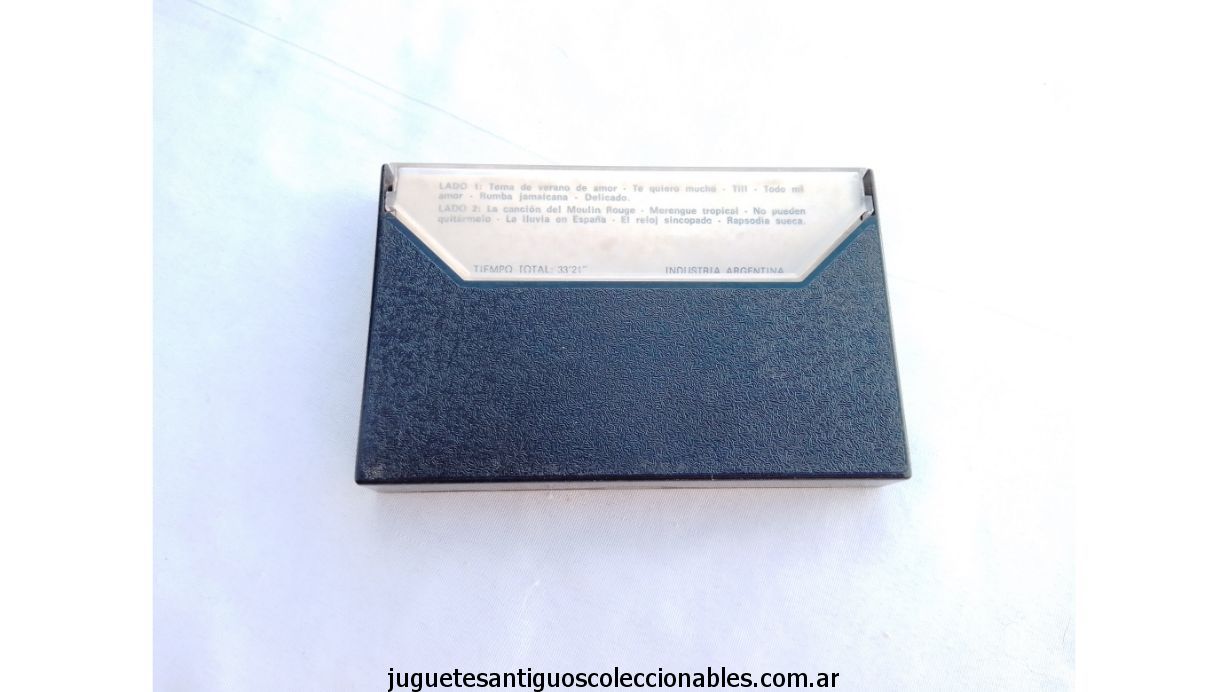 LADO 1: Tema de verano de amor - Te quiero mucho - Till - Todo mi
amor - Rumba jamaicana - Delicado.
LADO 2: La canción del Moulin Rouge - Merengue tropical - No pueden
quitármelo - La lluvia en España - El reloj sincopado - Rapsodia sueca.
TIEMPO TOTAL: 33'21" INDUSTRIA ARGENTINA
juguetesantiguoscoleccionables.com.ar